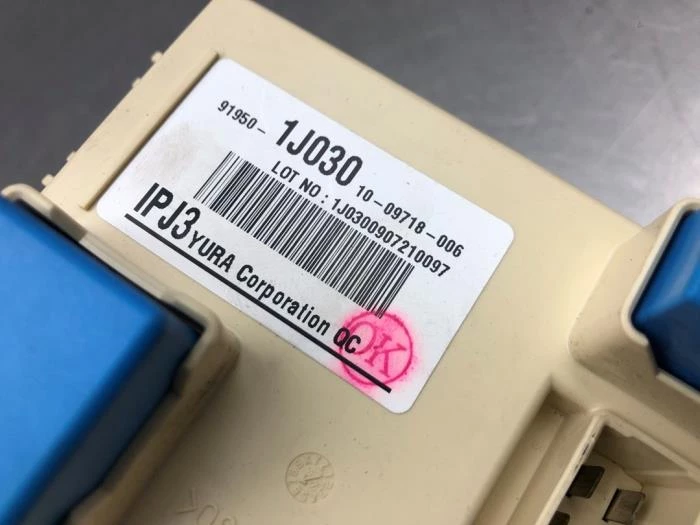 91950- 1J030
10-09718-006
LOT NO : 1J0300907210097
IPJ3 YURA Corporation QC
OK